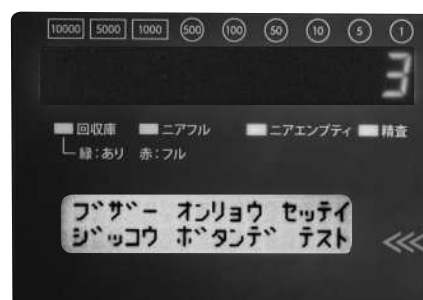 10000 5000 1000 500 100 50 10 5 1
3
回収庫 ニアフル ニアエンプティ 精査
緑:あり 赤:フル
ブザー オンリョウ セッテイ
ジッコウ ボタンデ テスト